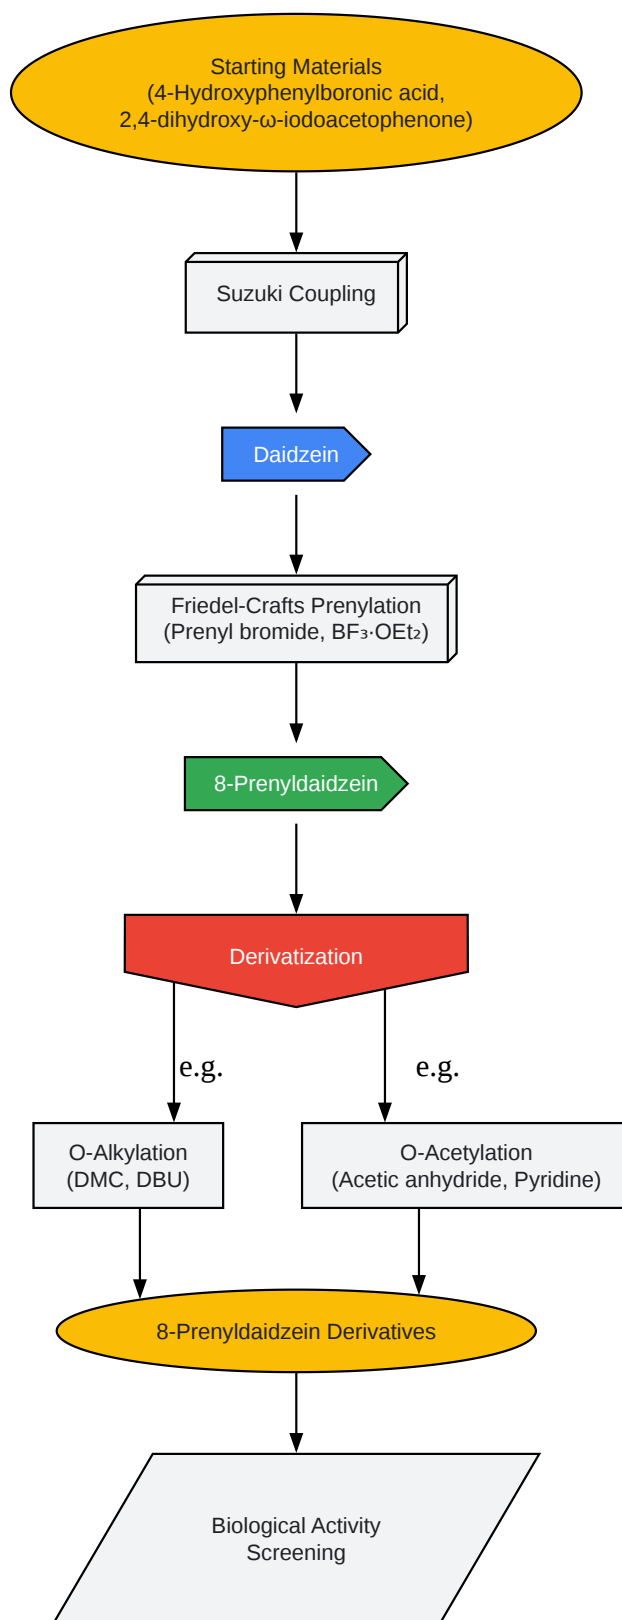 Starting Materials
(4-Hydroxyphenylboronic acid,
2,4-dihydroxy-ω-iodoacetophenone)
Suzuki Coupling
Daidzein
Friedel-Crafts Prenylation
(Prenyl bromide, BF₃·OEt₂)
8-Prenyldaidzein
Derivatization
e.g.
e.g.
O-Alkylation
(DMC, DBU)
O-Acetylation
(Acetic anhydride, Pyridine)
8-Prenyldaidzein Derivatives
Biological Activity
Screening